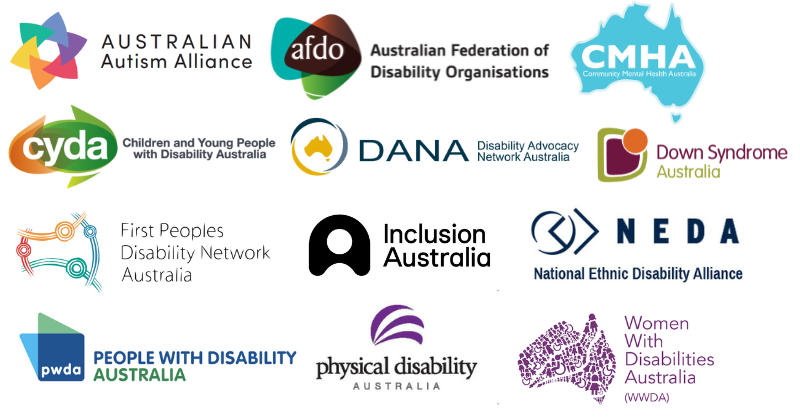 AUSTRALIAN
Autism Alliance
afdo
Australian Federation of
Disability Organisations
CMHA
Community Mental Health Australia
cyda
Children and Young People
with Disability Australia
DANA
Disability Advocacy
Network Australia
Down Syndrome
Australia
First Peoples
Disability Network
Australia
Inclusion
Australia
NEDA
National Ethnic Disability Alliance
pwda
PEOPLE WITH DISABILITY
AUSTRALIA
physical disability
AUSTRALIA
Women
With
Disabilities
Australia
(WWDA)